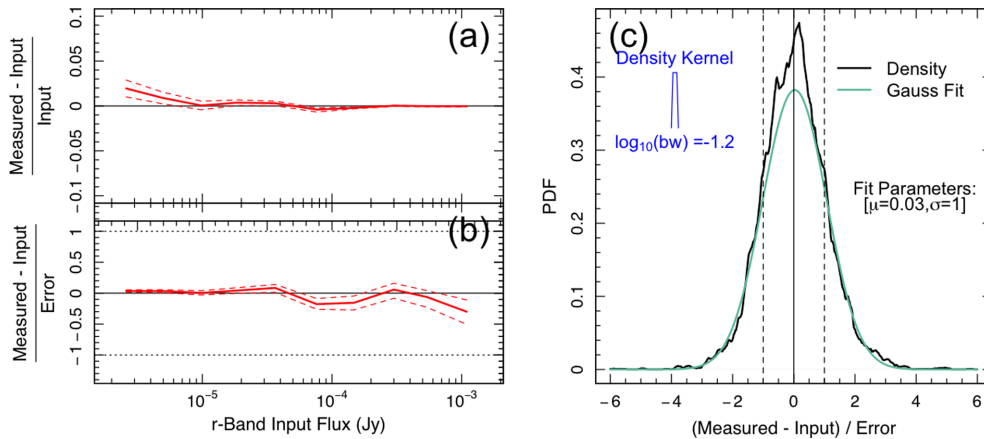 (a)
Measured - Input
Input
0.1
0.05
0
-0.05
0.1
(b)
Measured - Input
Error
1
0.5
0
-0.5
-1
10⁻⁵
10⁻⁴
10⁻³
r-Band Input Flux (Jy)
(c)
Density Kernel
log₁₀(bw) =-1.2
Density
Gauss Fit
Fit Parameters:
[μ=0.03,σ=1]
PDF
0.4
0.3
0.2
0.1
0
-6
-4
-2
0
2
4
6
(Measured - Input) / Error